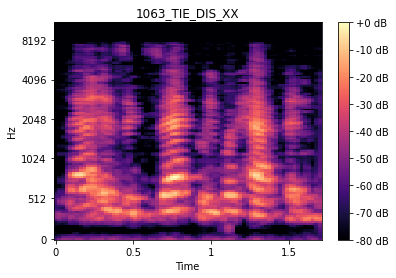 1063_TIE_DIS_XX
8192
4096
2048
1024
512
0
Hz
0
0.5
1
1.5
Time
+0 dB
-10 dB
-20 dB
-30 dB
-40 dB
-50 dB
-60 dB
-70 dB
-80 dB